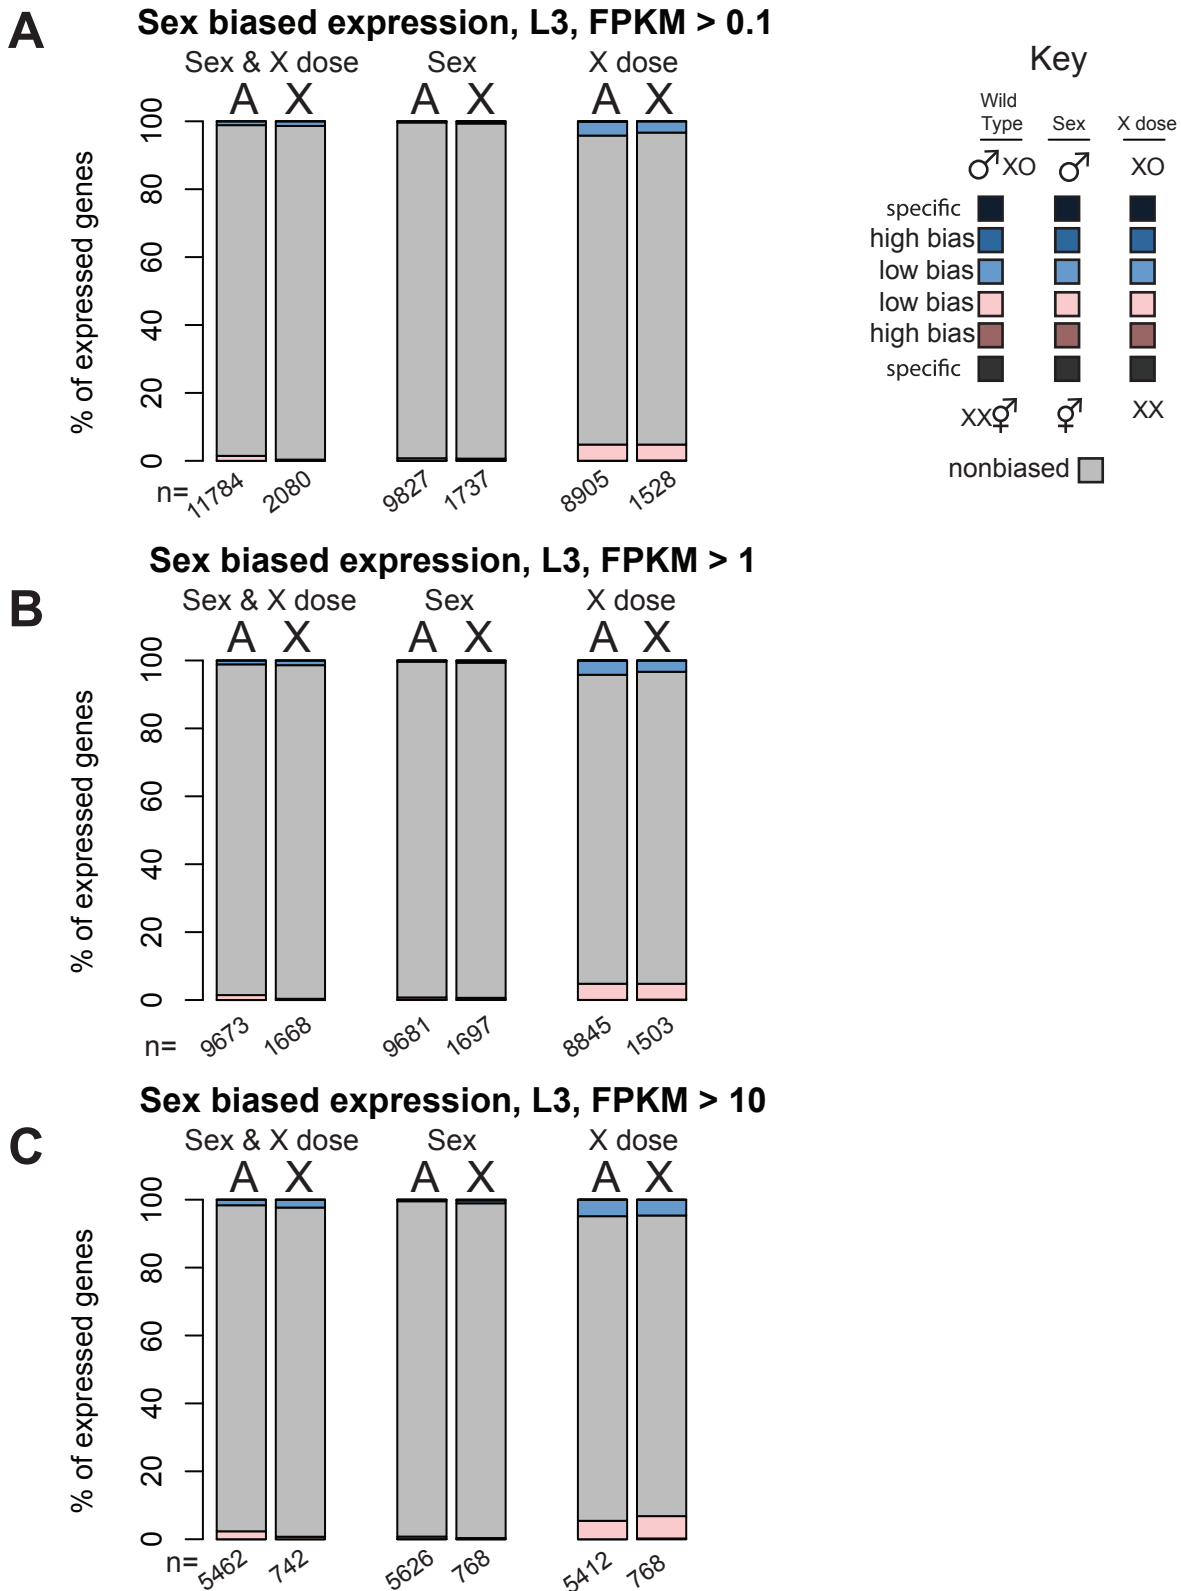 A
Sex biased expression, L3, FPKM > 0.1
Sex & X dose Sex X dose
A X A X A X
% of expressed genes
100
80
60
40
20
0
n= 11784 2080 9827 1737 8905 1528
Key
Wild
Type Sex X dose
♂XO ♂ XO
specific
high bias
low bias
low bias
high bias
specific
XX⚥ ⚥ XX
nonbiased
B
Sex biased expression, L3, FPKM > 1
Sex & X dose Sex X dose
A X A X A X
% of expressed genes
100
80
60
40
20
0
n= 9673 1668 9681 1697 8845 1503
C
Sex biased expression, L3, FPKM > 10
Sex & X dose Sex X dose
A X A X A X
% of expressed genes
100
80
60
40
20
0
n= 5462 742 5626 768 5412 768